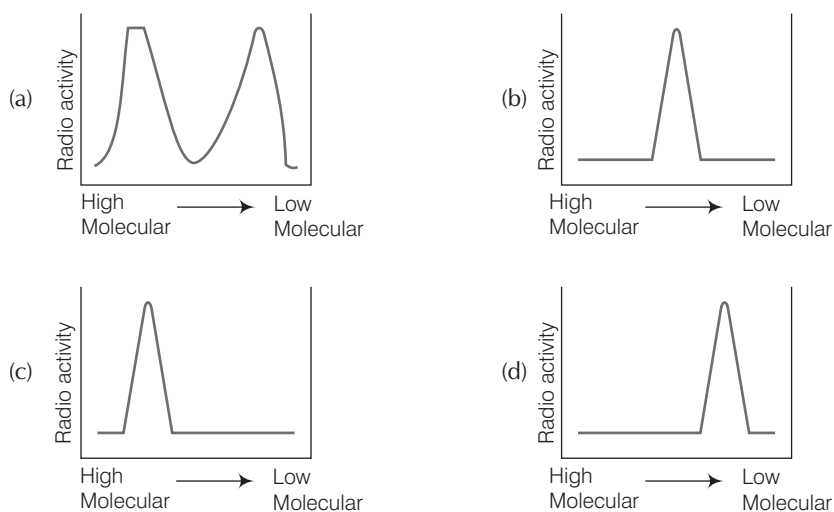 (a)
Radio activity
High Molecular
Low Molecular
(b)
Radio activity
High Molecular
Low Molecular
(c)
Radio activity
High Molecular
Low Molecular
(d)
Radio activity
High Molecular
Low Molecular